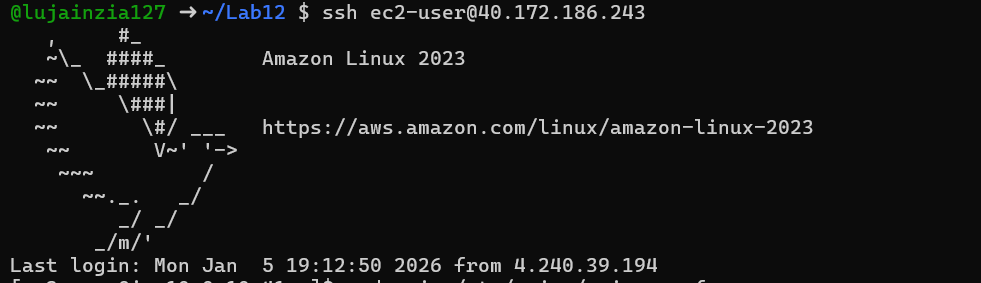 @lujainzia127 ➜ ~/Lab12 $ ssh ec2-user@40.172.186.243
   ,     #_
   ~\_  ####_        Amazon Linux 2023
  ~~  \_#####\
  ~~     \###|
  ~~       \#/ ___   https://aws.amazon.com/linux/amazon-linux-2023
   ~~       V~' '->
    ~~~         /
      ~~._.   _/
         _/ _/
       _/m/'
Last login: Mon Jan  5 19:12:50 2026 from 4.240.39.194